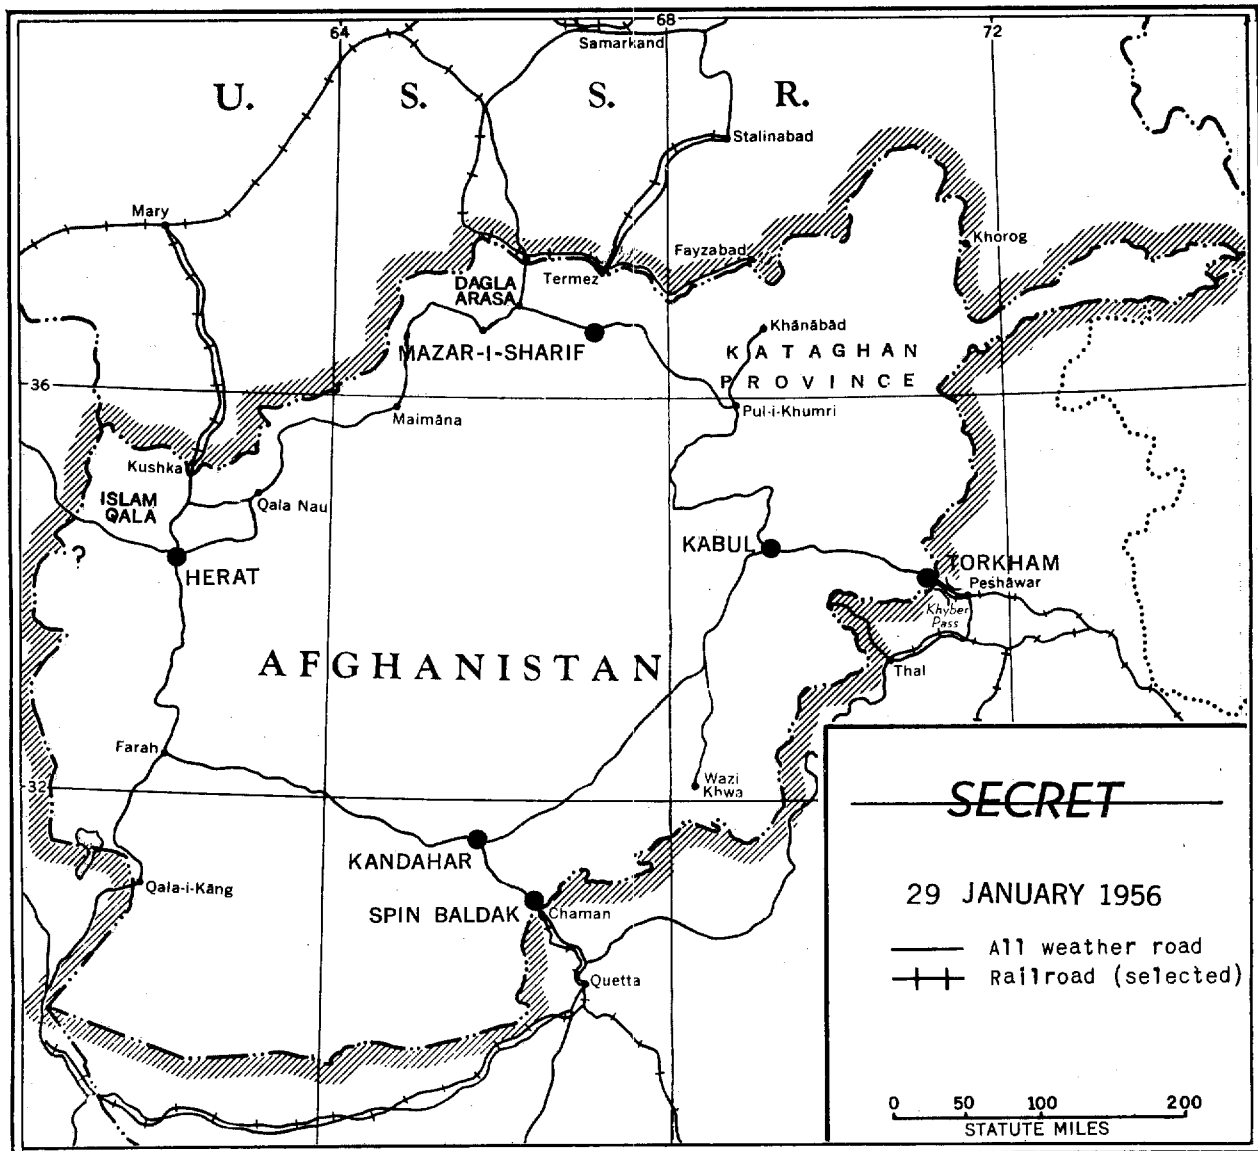 64
68
72
Samarkand
U. S. S. R.
Stalinabad
Mary
Khorog
Fayzabad
Termez
DAGLA
ARASA
Khānābād
MAZAR-I-SHARIF
KATAGHAN
PROVINCE
36
Maimāna
Pul-i-Khumri
Kushka
ISLAM
QALA
Qala Nau
?
HERAT
KABUL
TORKHAM
Peshāwar
Khyber
Pass
AFGHANISTAN
Thal
Farah
32
Wazi
Khwa
KANDAHAR
Qala-i-Kāng
SPIN BALDAK
Chaman
Quetta
SECRET
29 JANUARY 1956
All weather road
Railroad (selected)
0 50 100 200
STATUTE MILES